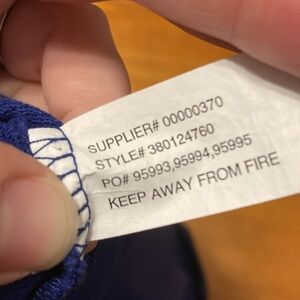 SUPPLIER# 00000370
STYLE# 380124760
PO# 95993,95994,95995
KEEP AWAY FROM FIRE